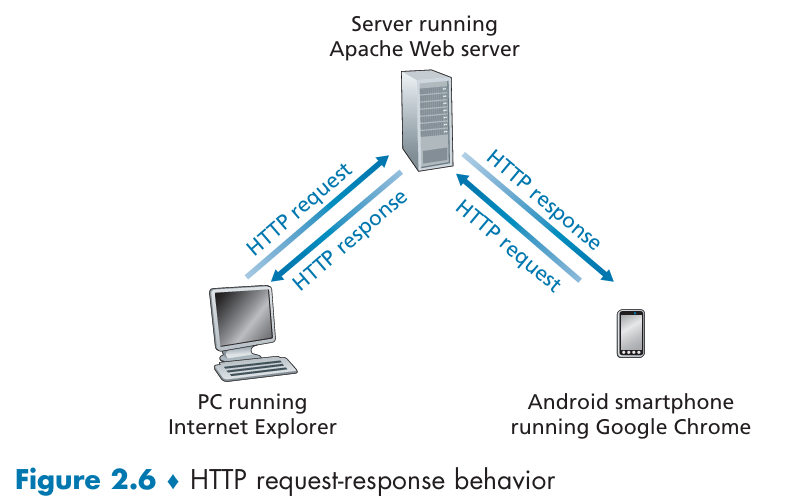 Server running
Apache Web server
HTTP request
HTTP response
HTTP response
HTTP request
PC running
Internet Explorer
Android smartphone
running Google Chrome
Figure 2.6 ♦ HTTP request-response behavior